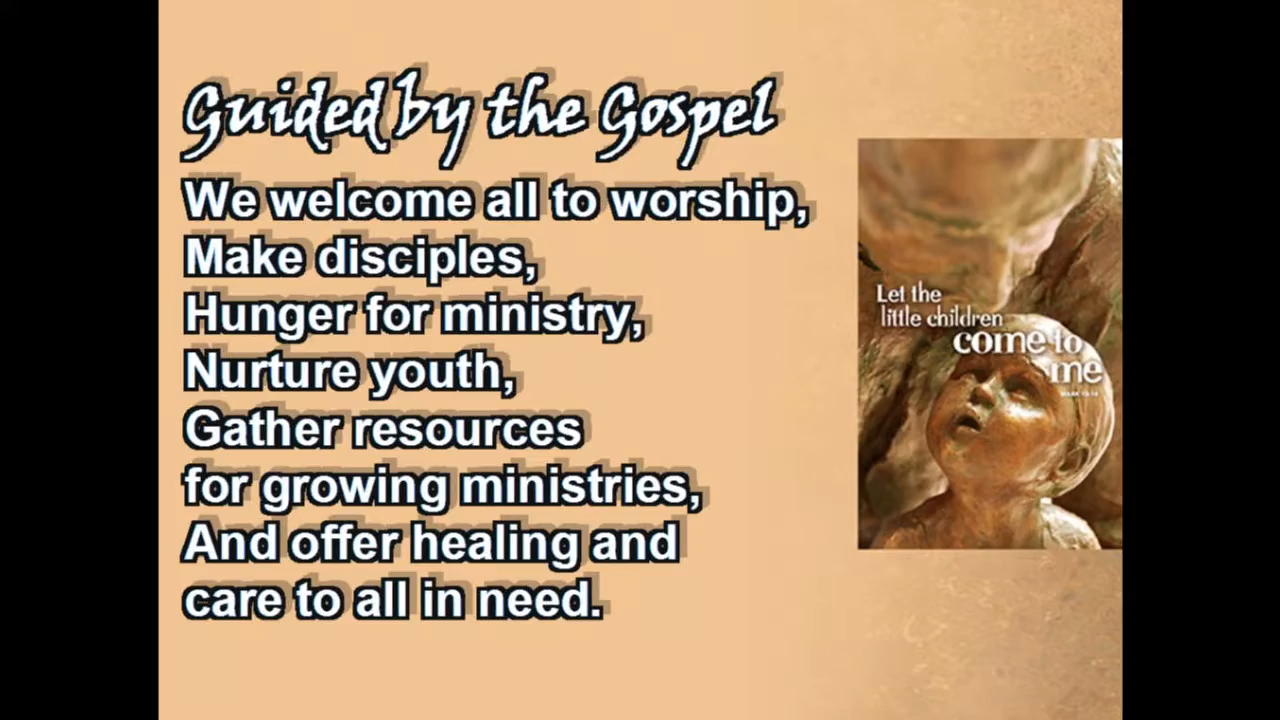 Guided by the Gospel
We welcome all to worship,
Make disciples,
Hunger for ministry,
Nurture youth,
Gather resources
for growing ministries,
And offer healing and
care to all in need.
Let the
little children
come to
me